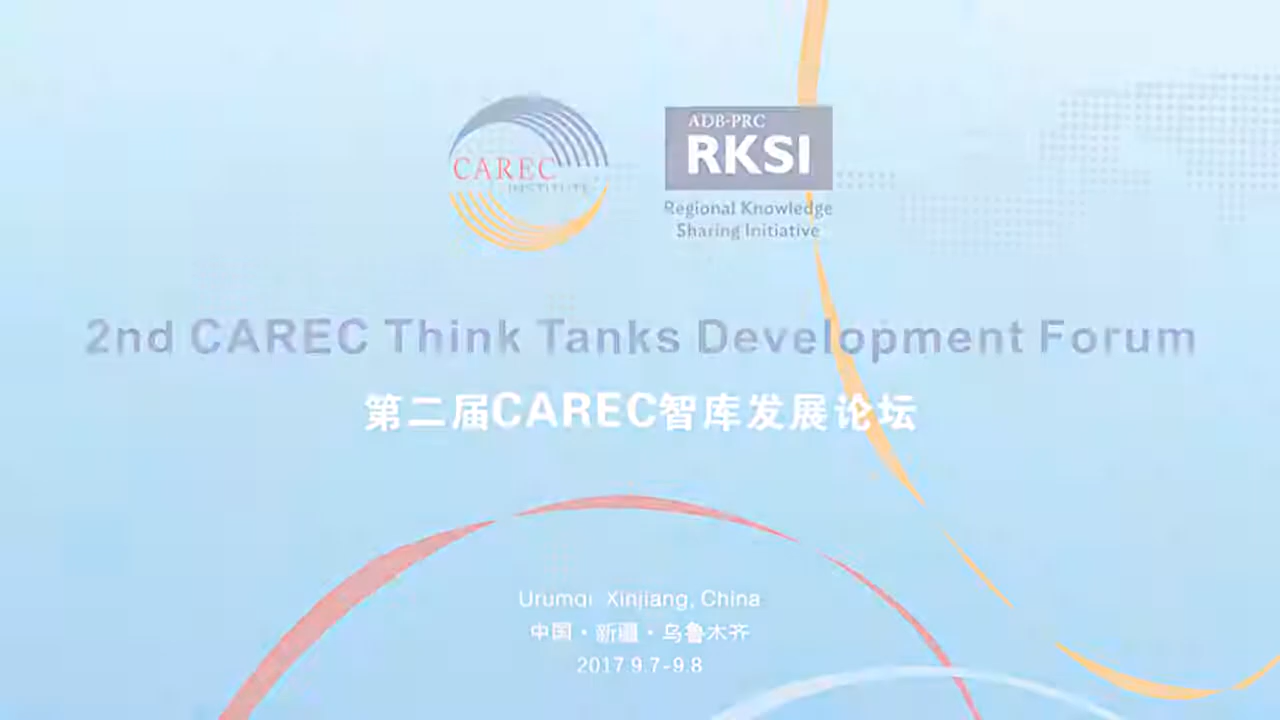 CAREC
INSTITUTE
ADB-PRC
RKSI
Regional Knowledge
Sharing Initiative
2nd CAREC Think Tanks Development Forum
第二届CAREC智库发展论坛
Urumqi Xinjiang, China
中国·新疆·乌鲁木齐
2017.9.7-9.8